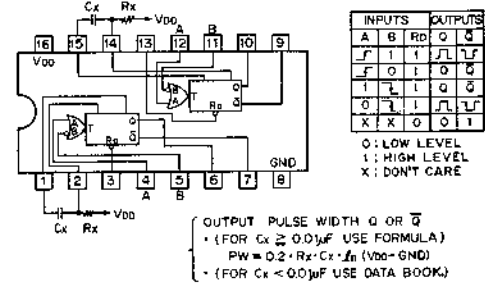 Cx Rx VDD
A B
16 15 14 13 12 11 10 9
VDD
B
A
T
Q
Q̅
RD
T
Q
Q̅
RD
GND
1 2 3 4 5 6 7 8
A B
Cx Rx VDD
INPUTS OUTPUTS
A B RD Q Q̅
1 1
0 1 Q Q̅
1 1 Q Q̅
0 1
X X 0 0 1
0 : LOW LEVEL
1 : HIGH LEVEL
X : DON'T CARE
OUTPUT PULSE WIDTH Q OR Q̅
• (FOR Cx ≥ 0.01µF USE FORMULA)
PW = 0.2 • Rx • Cx • ln (VDD - GND)
• (FOR Cx < 0.01µF USE DATA BOOK.)